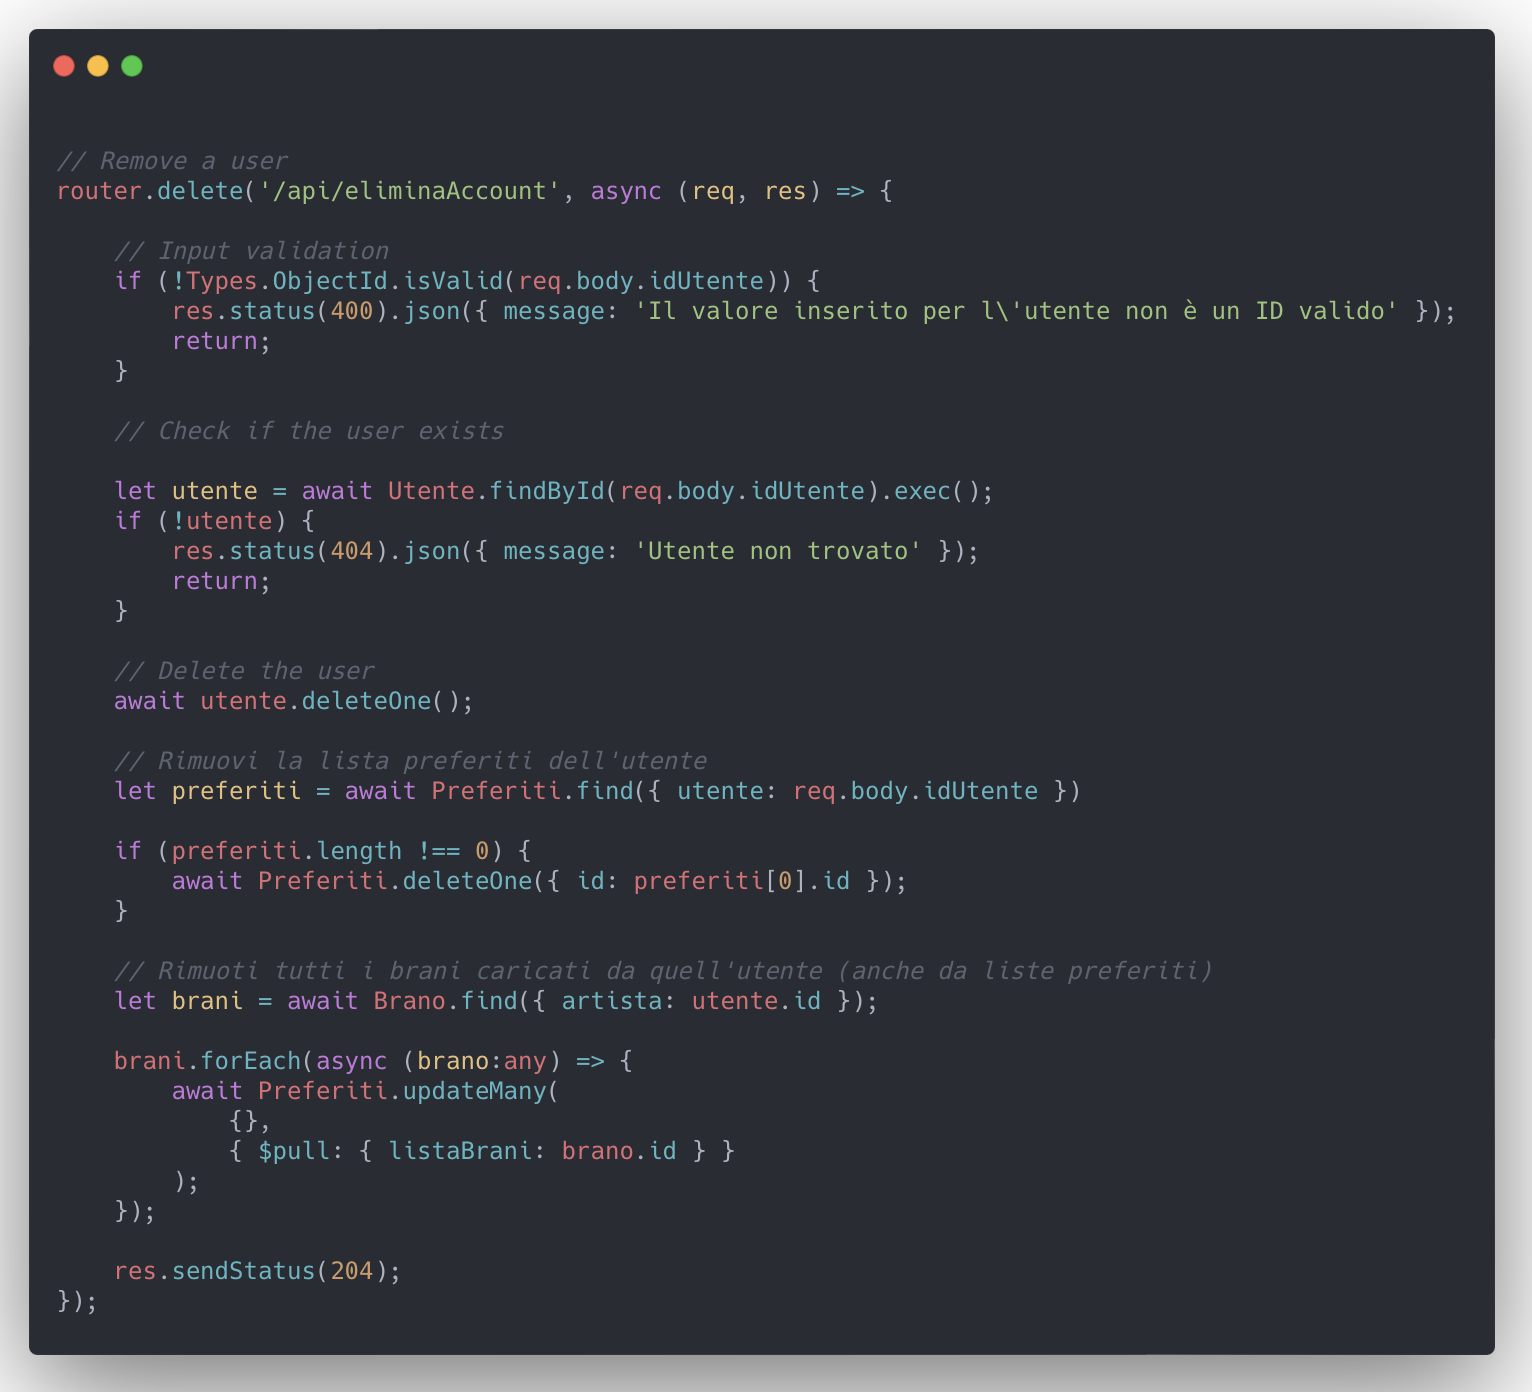 // Remove a user
router.delete('/api/eliminaAccount', async (req, res) => {
    // Input validation
    if (!Types.ObjectId.isValid(req.body.idUtente)) {
        res.status(400).json({ message: 'Il valore inserito per l\'utente non è un ID valido' });
        return;
    }
    // Check if the user exists
    let utente = await Utente.findById(req.body.idUtente).exec();
    if (!utente) {
        res.status(404).json({ message: 'Utente non trovato' });
        return;
    }
    // Delete the user
    await utente.deleteOne();
    // Rimuovi la lista preferiti dell'utente
    let preferiti = await Preferiti.find({ utente: req.body.idUtente })
    if (preferiti.length !== 0) {
        await Preferiti.deleteOne({ id: preferiti[0].id });
    }
    // Rimuoti tutti i brani caricati da quell'utente (anche da liste preferiti)
    let brani = await Brano.find({ artista: utente.id });
    brani.forEach(async (brano:any) => {
        await Preferiti.updateMany(
            {},
            { $pull: { listaBrani: brano.id } }
        );
    });
    res.sendStatus(204);
});